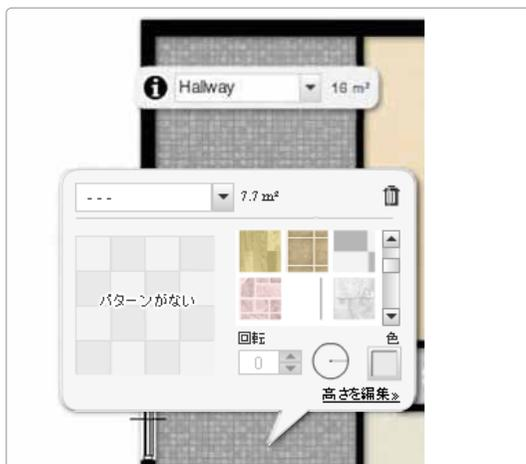 Hallway 16 m²
--- 7.7 m²
パターンがない
回転 色
0
高さを編集»